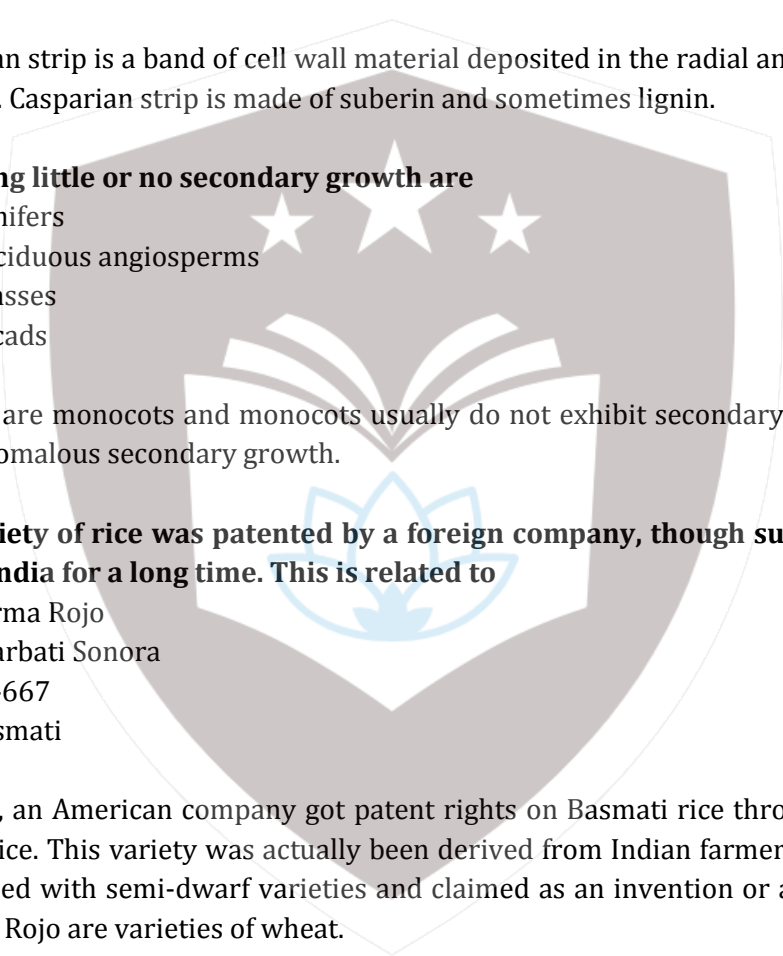 an strip is a band of cell wall material deposited in the radial an
. Casparian strip is made of suberin and sometimes lignin.
ng little or no secondary growth are
nifers
ciduous angiosperms
asses
cads
are monocots and monocots usually do not exhibit secondary
omalous secondary growth.
iety of rice was patented by a foreign company, though su
ndia for a long time. This is related to
rma Rojo
arbati Sonora
-667
smati
, an American company got patent rights on Basmati rice thro
ice. This variety was actually been derived from Indian farmer
ed with semi-dwarf varieties and claimed as an invention or a
Rojo are varieties of wheat.